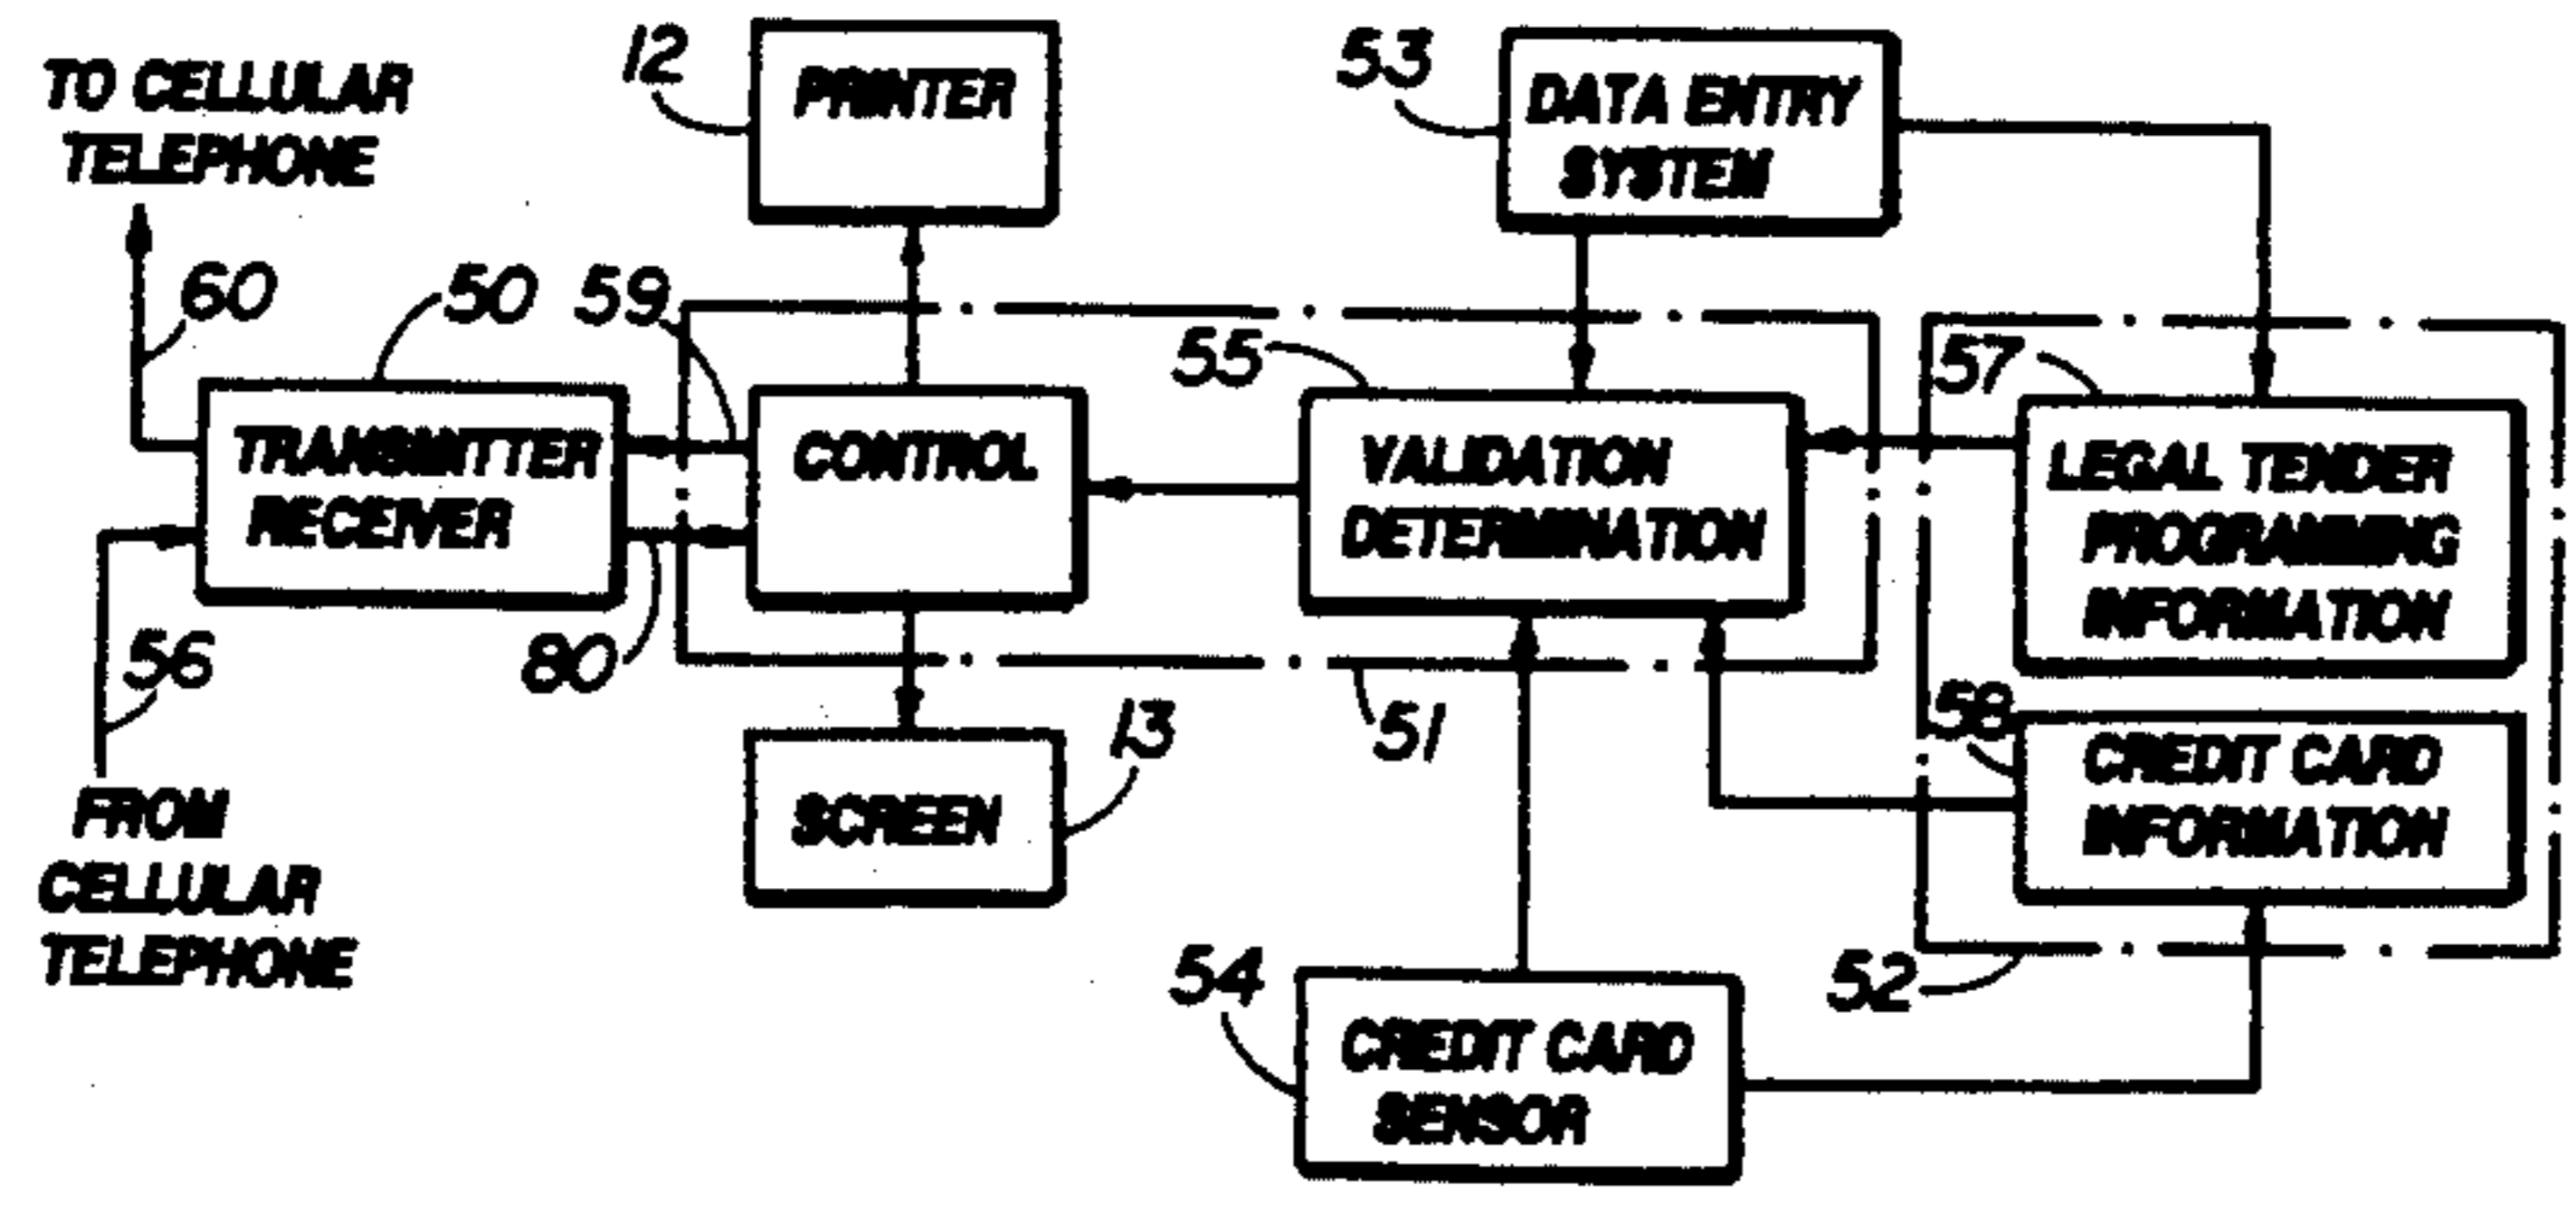 TO CELLULAR
TELEPHONE
60
12
PRINTER
53
DATA ENTRY
SYSTEM
50
59
TRANSMITTER
RECEIVER
CONTROL
55
VALIDATION
DETERMINATION
57
LEGAL TENDER
PROGRAMMING
INFORMATION
56
80
51
58
CREDIT CARD
INFORMATION
13
SCREEN
FROM
CELLULAR
TELEPHONE
54
CREDIT CARD
SENSOR
52